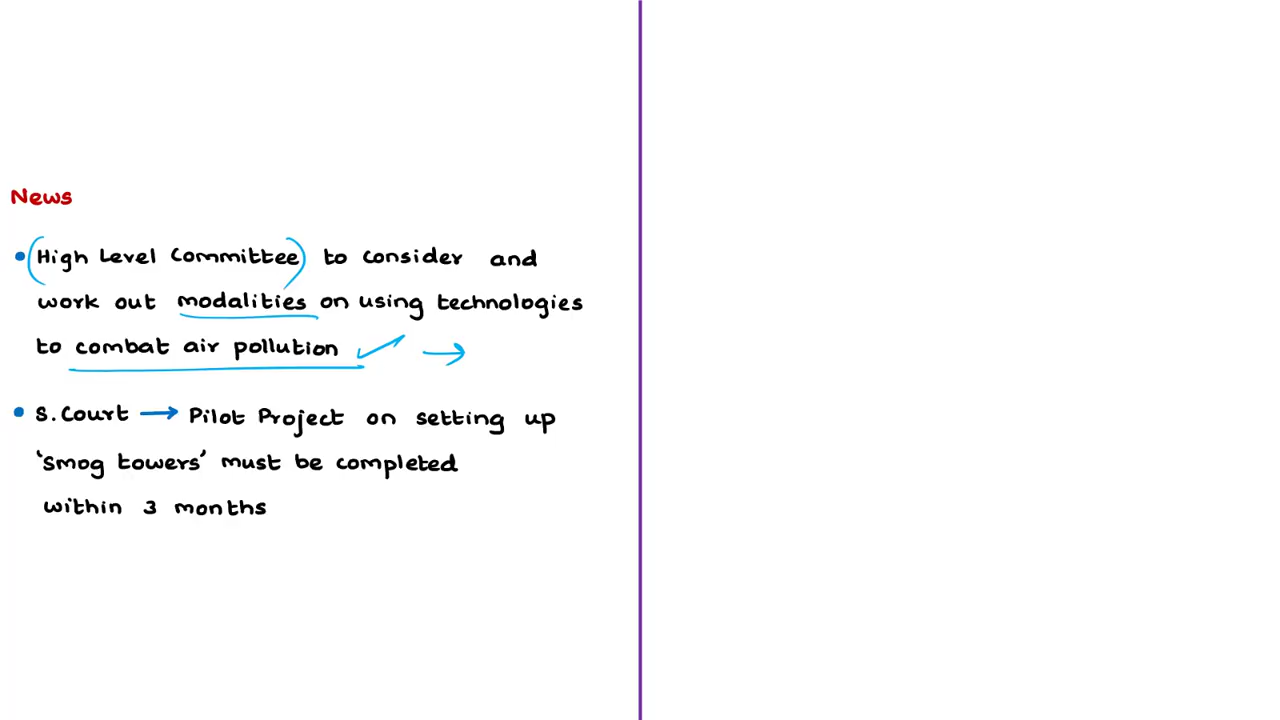 News
• (High Level Committee) to consider and
work out modalities on using technologies
to combat air pollution ✓ →
• S. Court → Pilot Project on setting up
'smog towers' must be completed
within 3 months